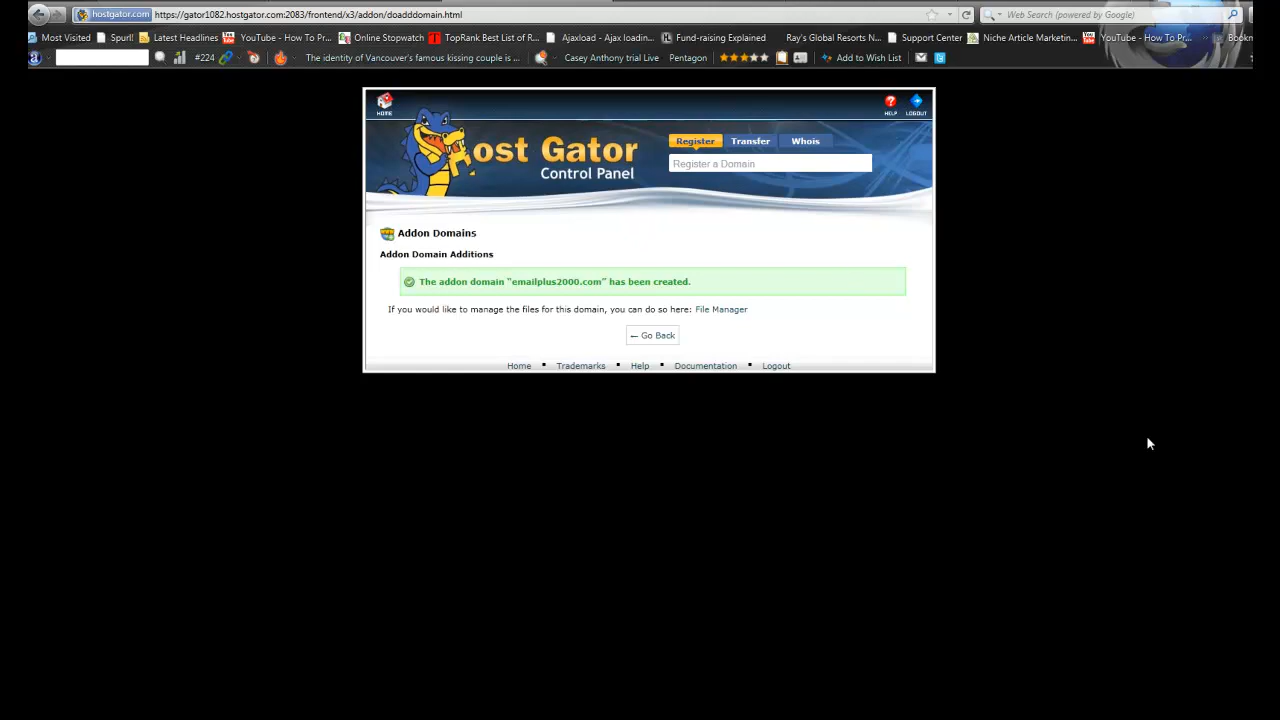 hostgator.com https://gator1082.hostgator.com:2083/frontend/x3/addon/doadddomain.html Web Search (powered by Google)
Most Visited Spurl! Latest Headlines YouTube - How To Pr... Online Stopwatch TopRank Best List of R... Ajaxload - Ajax loadin... Fund-raising Explained Ray's Global Resorts N... Support Center Niche Article Marketin... YouTube - How To Pr...
#224 The identity of Vancouver's famous kissing couple is ... Casey Anthony trial Live Pentagon Add to Wish List
HOME HELP LOGOUT
Register Transfer Whois
Host Gator
Register a Domain
Control Panel
Addon Domains
Addon Domain Additions
The addon domain "emailplus2000.com" has been created.
If you would like to manage the files for this domain, you can do so here: File Manager
← Go Back
Home ▪ Trademarks ▪ Help ▪ Documentation ▪ Logout